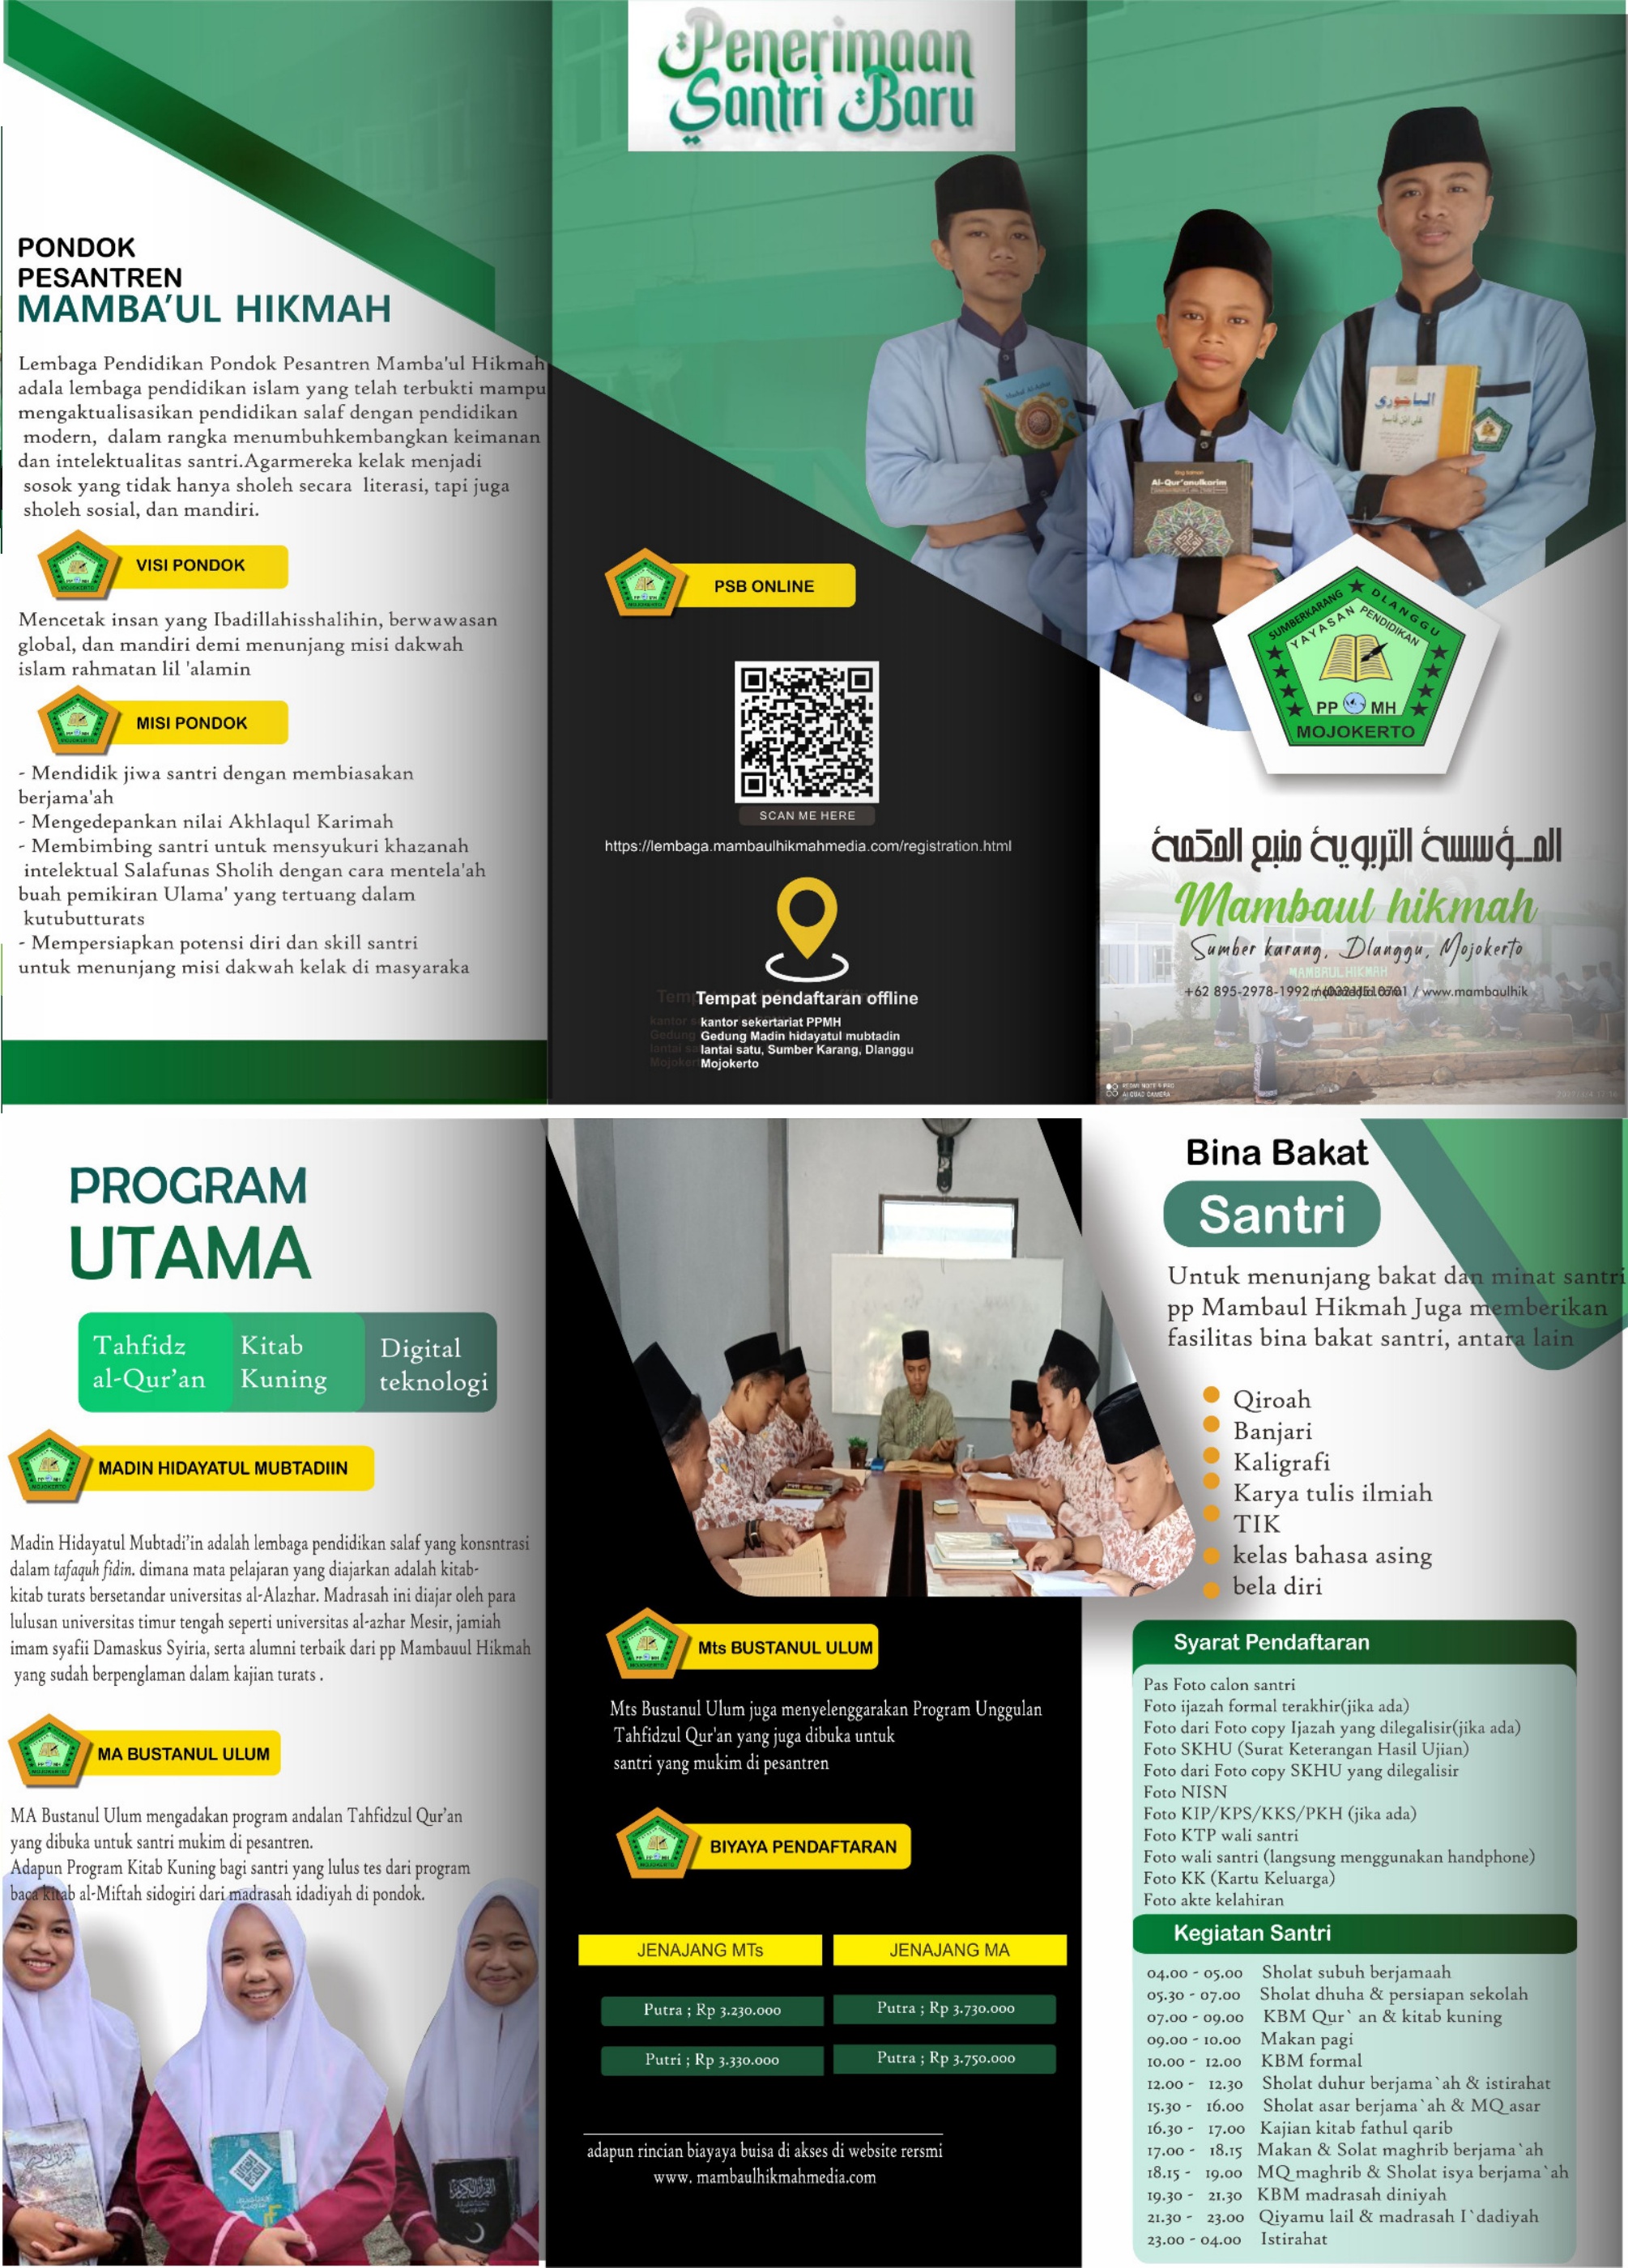 Penerimaan
Santri Baru
PONDOK
PESANTREN
MAMBA'UL HIKMAH
Lembaga Pendidikan Pondok Pesantren Mamba'ul Hikmah
adala lembaga pendidikan islam yang telah terbukti mampu
mengaktualisasikan pendidikan salaf dengan pendidikan
modern, dalam rangka menumbuhkembangkan keimanan
dan intelektualitas santri.Agarmereka kelak menjadi
sosok yang tidak hanya sholeh secara literasi, tapi juga
sholeh sosial, dan mandiri.
VISI PONDOK
Mencetak insan yang Ibadillahisshalihin, berwawasan
global, dan mandiri demi menunjang misi dakwah
islam rahmatan lil 'alamin
MISI PONDOK
- Mendidik jiwa santri dengan membiasakan
berjama'ah
- Mengedepankan nilai Akhlaqul Karimah
- Membimbing santri untuk mensyukuri khazanah
intelektual Salafunas Sholih dengan cara mentela'ah
buah pemikiran Ulama' yang tertuang dalam
kutubutturats
- Mempersiapkan potensi diri dan skill santri
untuk menunjang misi dakwah kelak di masyaraka
PSB ONLINE
SCAN ME HERE
https://lembaga.mambaulhikmahmedia.com/registration.html
Tempat pendaftaran offline
kantor sekertariat PPMH
Gedung Madin hidayatul mubtadin
lantai satu, Sumber Karang, Dlanggu
Mojokerto
Al-Qur'anulkarim
الباجوري
SUMBERKARANG ★ DLANGGU
YAYASAN PENDIDIKAN
PP MH
MOJOKERTO
المـؤسسة التربوية منبع الحكمة
Mambaul hikmah
Sumber karang, Dlanggu, Mojokerto
MAMBAUL HIKMAH
+62 895-2978-1992 / www.mambaulhik
REDMI NOTE 8 PRO
AI QUAD CAMERA
PROGRAM
UTAMA
Tahfidz
al-Qur'an
Kitab
Kuning
Digital
teknologi
MADIN HIDAYATUL MUBTADIIN
Madin Hidayatul Mubtadi'in adalah lembaga pendidikan salaf yang konsntrasi
dalam tafaquh fidin. dimana mata pelajaran yang diajarkan adalah kitab-
kitab turats bersetandar universitas al-Alazhar. Madrasah ini diajar oleh para
lulusan universitas timur tengah seperti universitas al-azhar Mesir, jamiah
imam syafii Damaskus Syiria, serta alumni terbaik dari pp Mambauul Hikmah
yang sudah berpenglaman dalam kajian turats .
MA BUSTANUL ULUM
MA Bustanul Ulum mengadakan program andalan Tahfidzul Qur'an
yang dibuka untuk santri mukim di pesantren.
Adapun Program Kitab Kuning bagi santri yang lulus tes dari program
baca kitab al-Miftah sidogiri dari madrasah idadiyah di pondok.
Mts BUSTANUL ULUM
Mts Bustanul Ulum juga menyelenggarakan Program Unggulan
Tahfidzul Qur'an yang juga dibuka untuk
santri yang mukim di pesantren
BIYAYA PENDAFTARAN
JENAJANG MTs
JENAJANG MA
Putra ; Rp 3.230.000
Putra ; Rp 3.730.000
Putri ; Rp 3.330.000
Putra ; Rp 3.750.000
adapun rincian biayaya buisa di akses di website rersmi
www. mambaulhikmahmedia.com
Bina Bakat
Santri
Untuk menunjang bakat dan minat santri
pp Mambaul Hikmah Juga memberikan
fasilitas bina bakat santri, antara lain
Qiroah
Banjari
Kaligrafi
Karya tulis ilmiah
TIK
kelas bahasa asing
bela diri
Syarat Pendaftaran
Pas Foto calon santri
Foto ijazah formal terakhir(jika ada)
Foto dari Foto copy Ijazah yang dilegalisir(jika ada)
Foto SKHU (Surat Keterangan Hasil Ujian)
Foto dari Foto copy SKHU yang dilegalisir
Foto NISN
Foto KIP/KPS/KKS/PKH (jika ada)
Foto KTP wali santri
Foto wali santri (langsung menggunakan handphone)
Foto KK (Kartu Keluarga)
Foto akte kelahiran
Kegiatan Santri
04.00 - 05.00 Sholat subuh berjamaah
05.30 - 07.00 Sholat dhuha & persiapan sekolah
07.00 - 09.00 KBM Qur` an & kitab kuning
09.00 - 10.00 Makan pagi
10.00 - 12.00 KBM formal
12.00 - 12.30 Sholat duhur berjama`ah & istirahat
15.30 - 16.00 Sholat asar berjama`ah & MQ asar
16.30 - 17.00 Kajian kitab fathul qarib
17.00 - 18.15 Makan & Solat maghrib berjama`ah
18.15 - 19.00 MQ maghrib & Sholat isya berjama`ah
19.30 - 21.30 KBM madrasah diniyah
21.30 - 23.00 Qiyamu lail & madrasah I`dadiyah
23.00 - 04.00 Istirahat